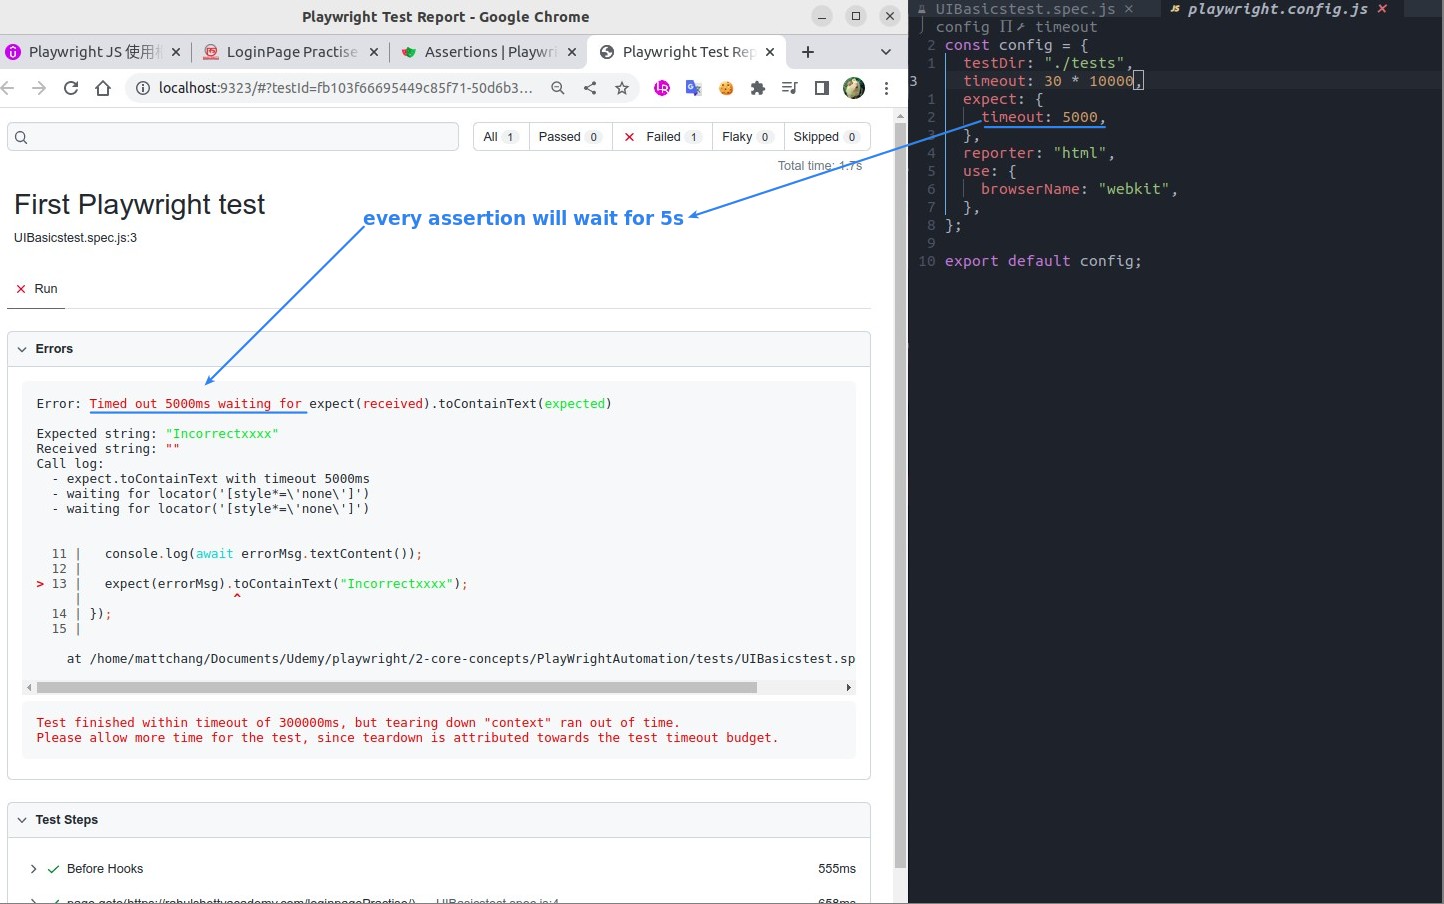 Playwright Test Report - Google Chrome
Playwright JS 使用
LoginPage Practise
Assertions | Playwri
Playwright Test Rep
localhost:9323/#?testId=fb103f66695449c85f71-50d6b3...
All 1
Passed 0
Failed 1
Flaky 0
Skipped 0
Total time: 1.7s
First Playwright test
UIBasicstest.spec.js:3
every assertion will wait for 5s
Run
Errors
Error: Timed out 5000ms waiting for expect(received).toContainText(expected)
Expected string: "Incorrectxxxx"
Received string: ""
Call log:
- expect.toContainText with timeout 5000ms
- waiting for locator('[style*=\'none\']')
- waiting for locator('[style*=\'none\']')
11 | console.log(await errorMsg.textContent());
12 |
> 13 | expect(errorMsg).toContainText("Incorrectxxxx");
| ^
14 | });
15 |
at /home/mattchang/Documents/Udemy/playwright/2-core-concepts/PlayWrightAutomation/tests/UIBasicstest.sp
Test finished within timeout of 300000ms, but tearing down "context" ran out of time.
Please allow more time for the test, since teardown is attributed towards the test timeout budget.
Test Steps
Before Hooks 555ms
page.goto(https://rahulshettyacademy.com/loginpagePractise/) — UIBasicstest.spec.js:4 658ms
UIBasicstest.spec.js
playwright.config.js
config timeout
2 const config = {
1 testDir: "./tests",
3 timeout: 30 * 10000,
1 expect: {
2 timeout: 5000,
3 },
4 reporter: "html",
5 use: {
6 browserName: "webkit",
7 },
8 };
9
10 export default config;